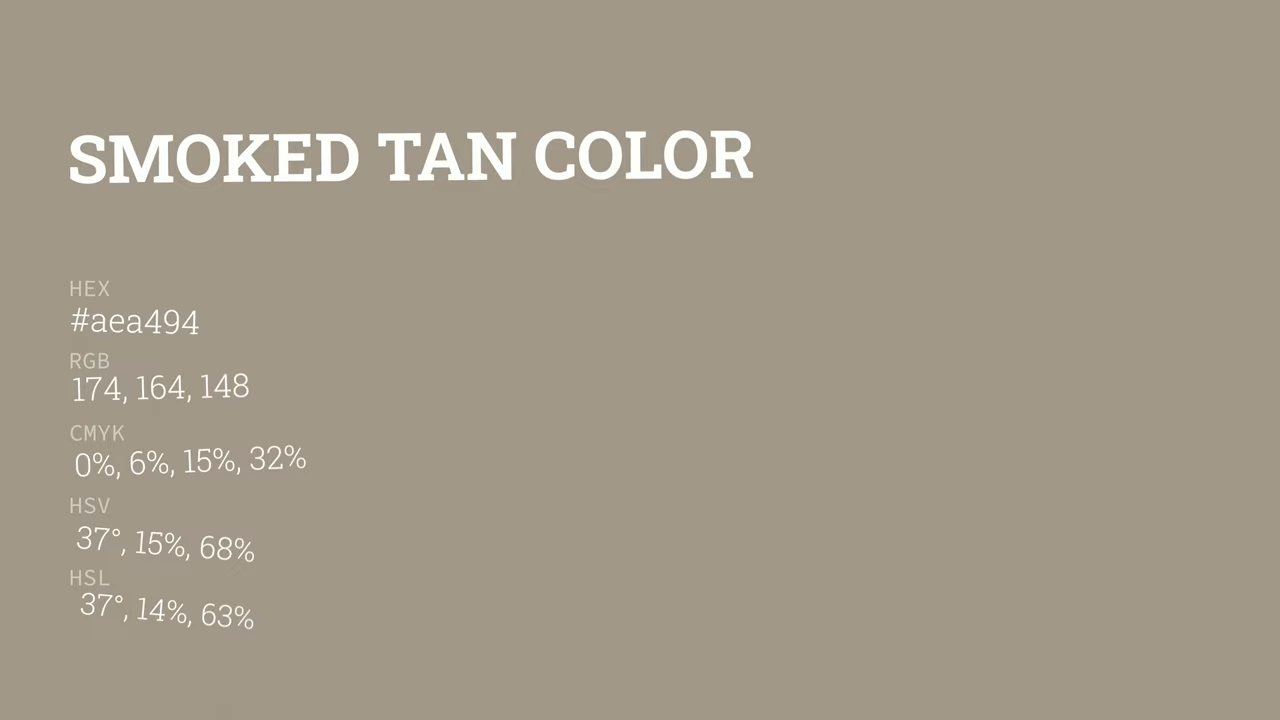 SMOKED TAN COLOR
HEX
#aea494
RGB
174, 164, 148
CMYK
0%, 6%, 15%, 32%
HSV
37°, 15%, 68%
HSL
37°, 14%, 63%